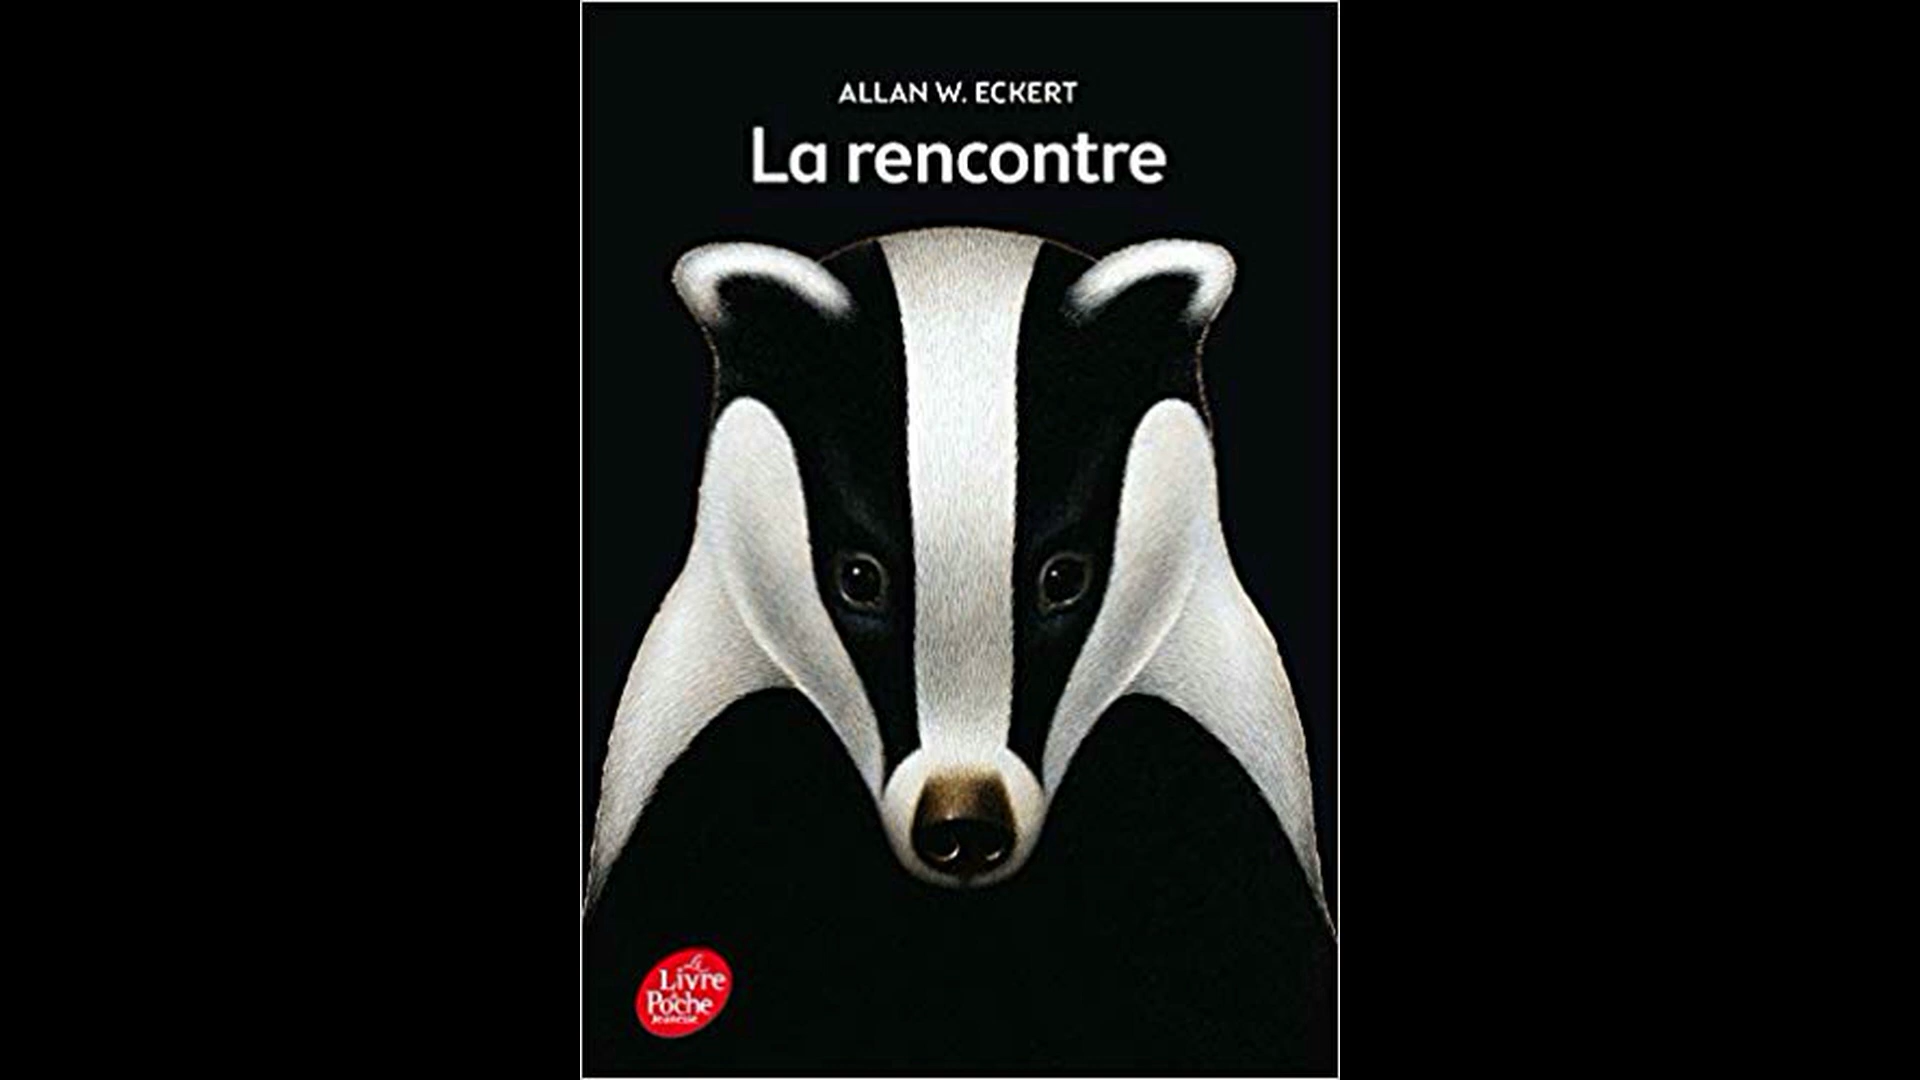 ALLAN W. ECKERT
La rencontre
Le
Livre
de
Poche
Jeunesse